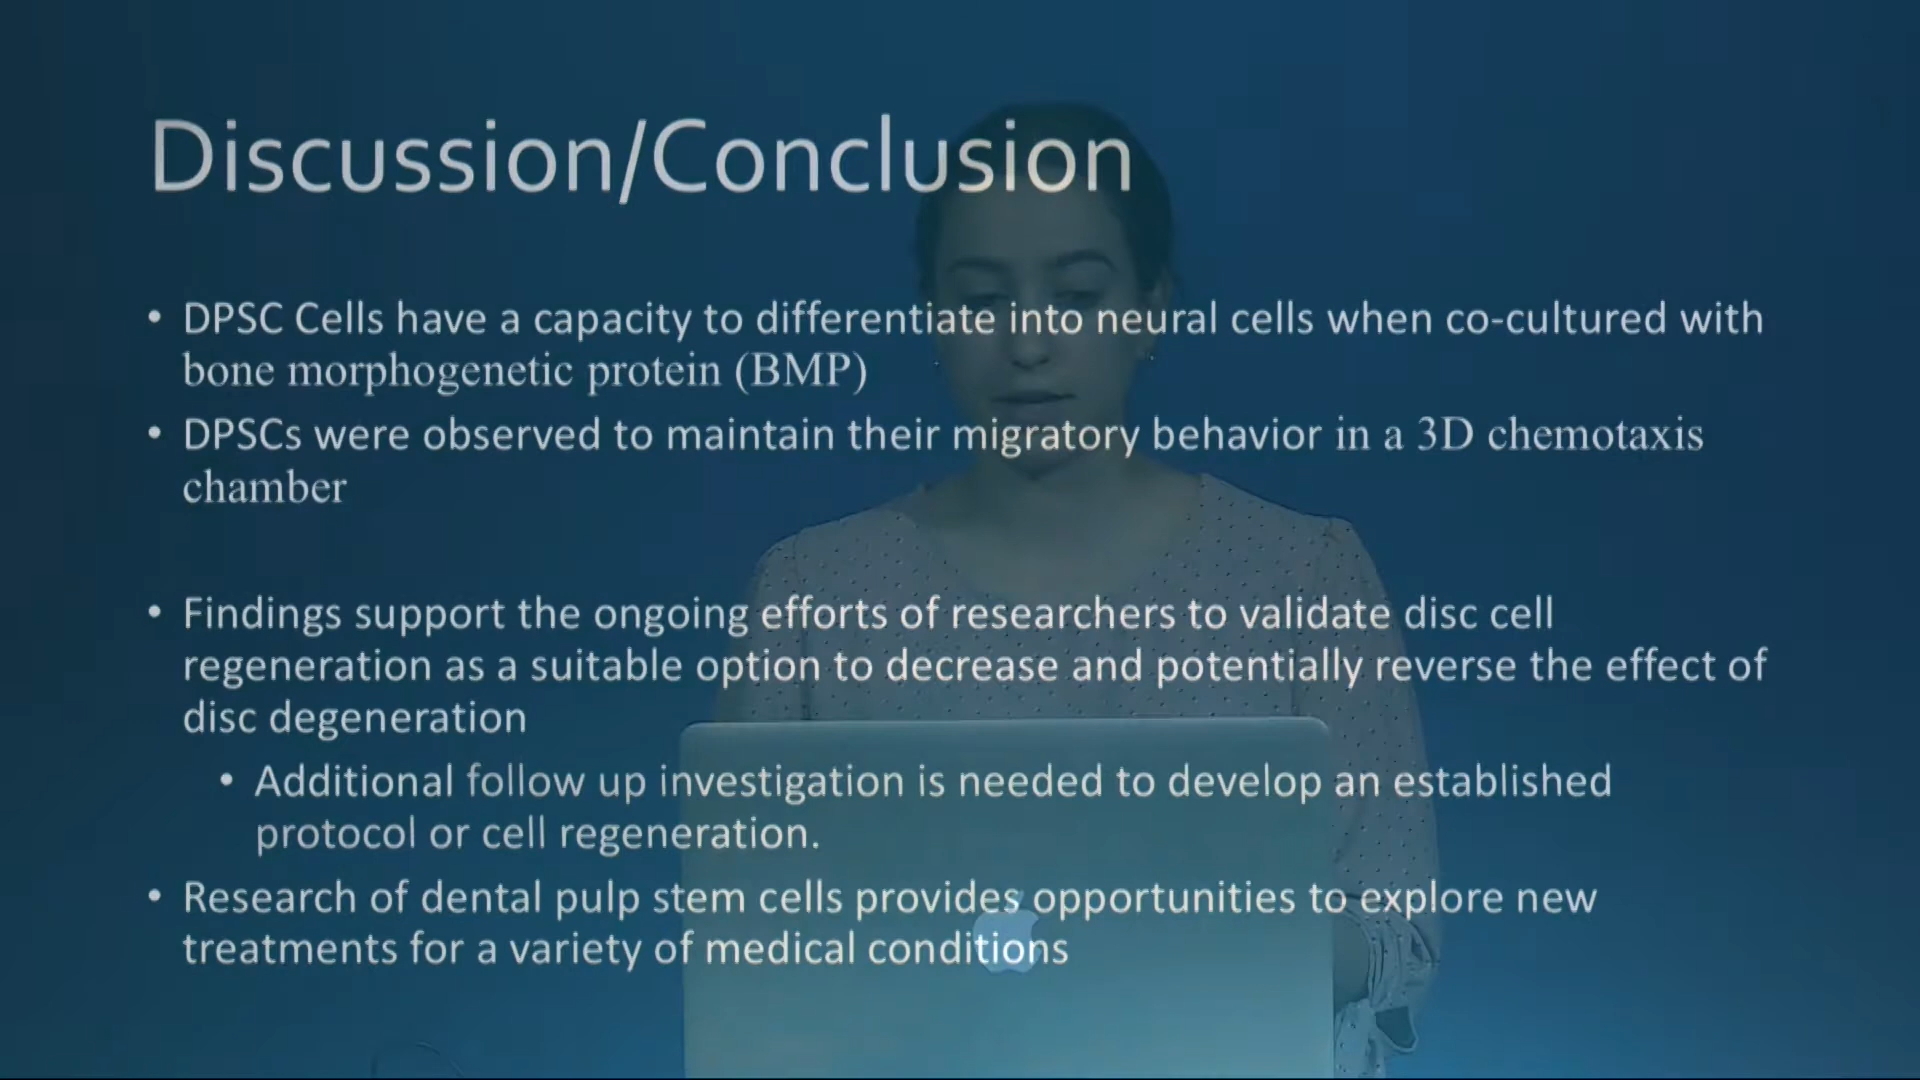 Discussion/Conclusion
• DPSC Cells have a capacity to differentiate into neural cells when co-cultured with
bone morphogenetic protein (BMP)
• DPSCs were observed to maintain their migratory behavior in a 3D chemotaxis
chamber
• Findings support the ongoing efforts of researchers to validate disc cell
regeneration as a suitable option to decrease and potentially reverse the effect of
disc degeneration
• Additional follow up investigation is needed to develop an established
protocol or cell regeneration.
• Research of dental pulp stem cells provides opportunities to explore new
treatments for a variety of medical conditions